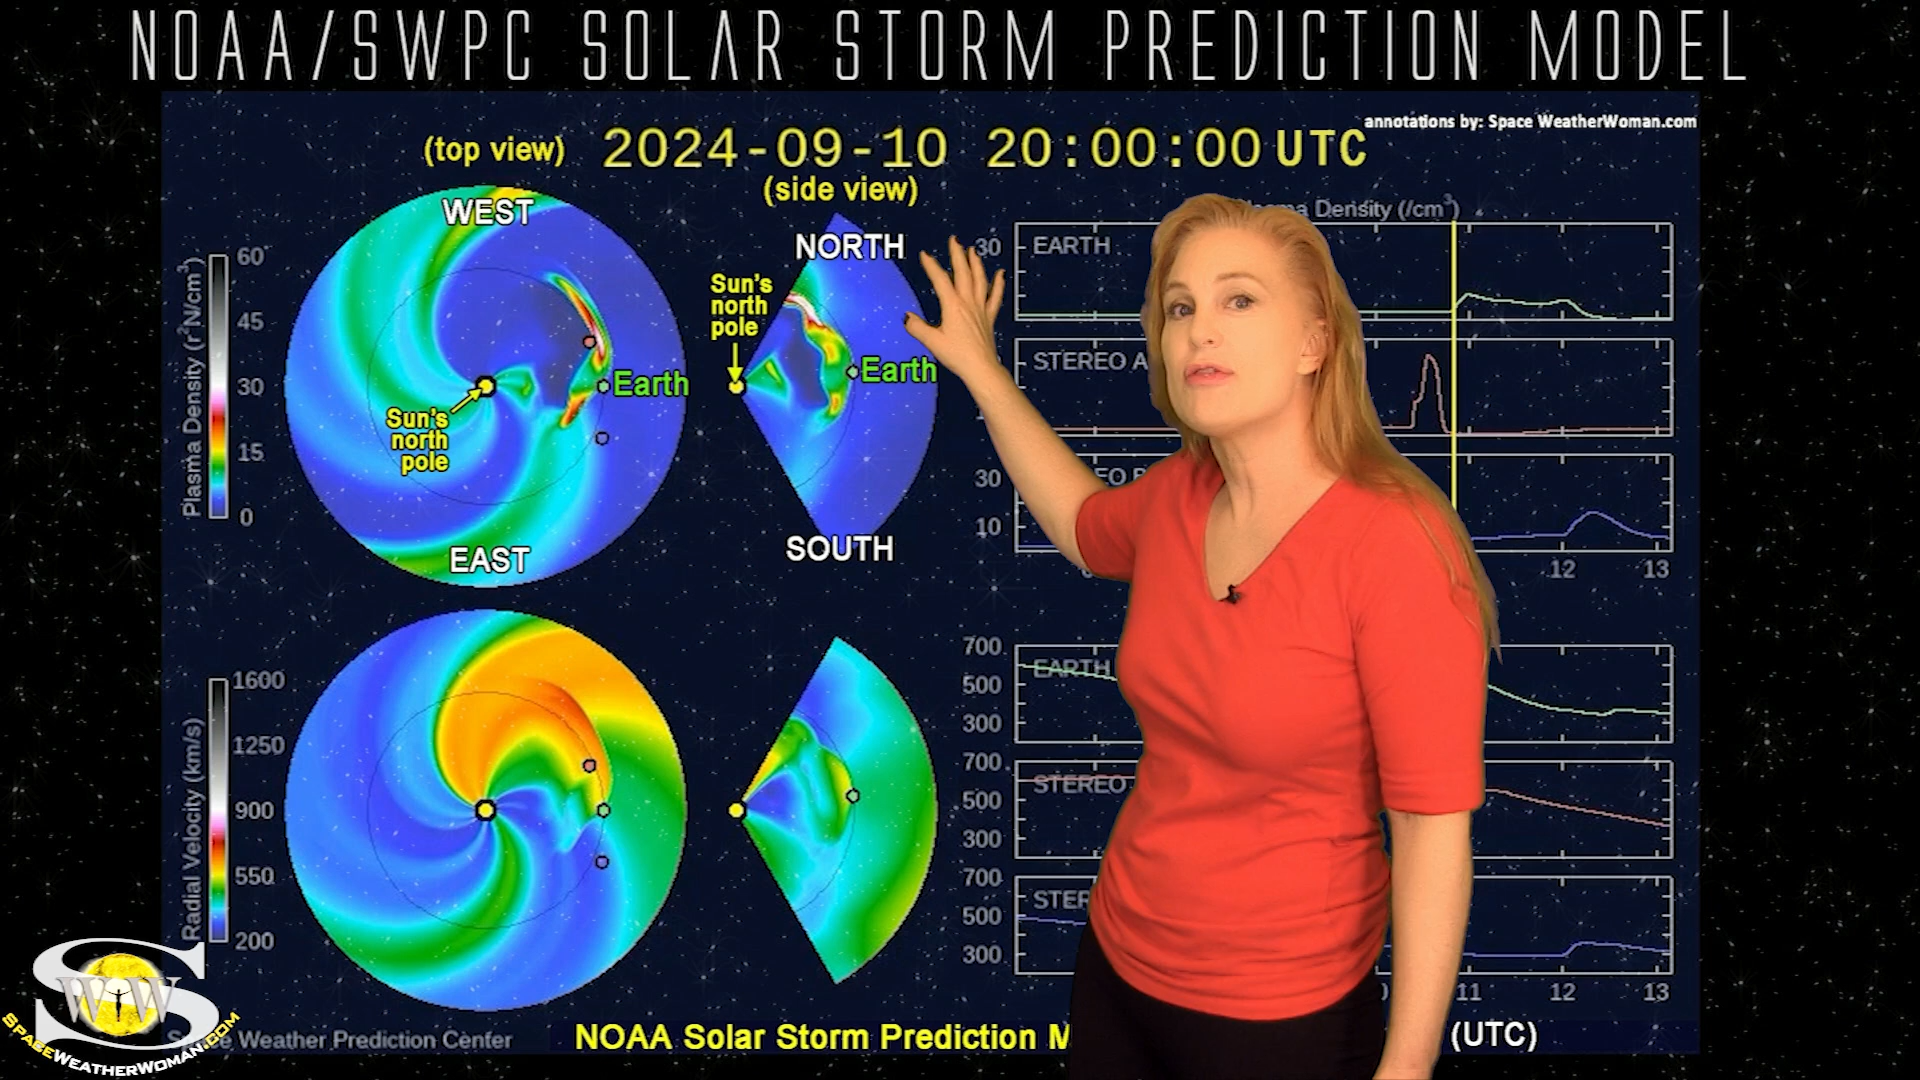 NOAA/SWPC SOLAR STORM PREDICTION MODEL
annotations by: Space WeatherWoman.com
(top view)
2024-09-10 20:00:00 UTC
(side view)
Plasma Density (r²N/cm³)
60
45
30
15
0
WEST
EAST
Sun's
north
pole
Earth
NORTH
SOUTH
Sun's
north
pole
Earth
Density (/cm³)
30
EARTH
STEREO A
30
10
12
13
Radial Velocity (km/s)
1600
1250
900
550
200
700
500
300
EARTH
700
500
300
STEREO
700
500
300
11
12
13
Weather Prediction Center
NOAA Solar Storm Prediction
(UTC)
SWW
SPACEWEATHERWOMAN.COM